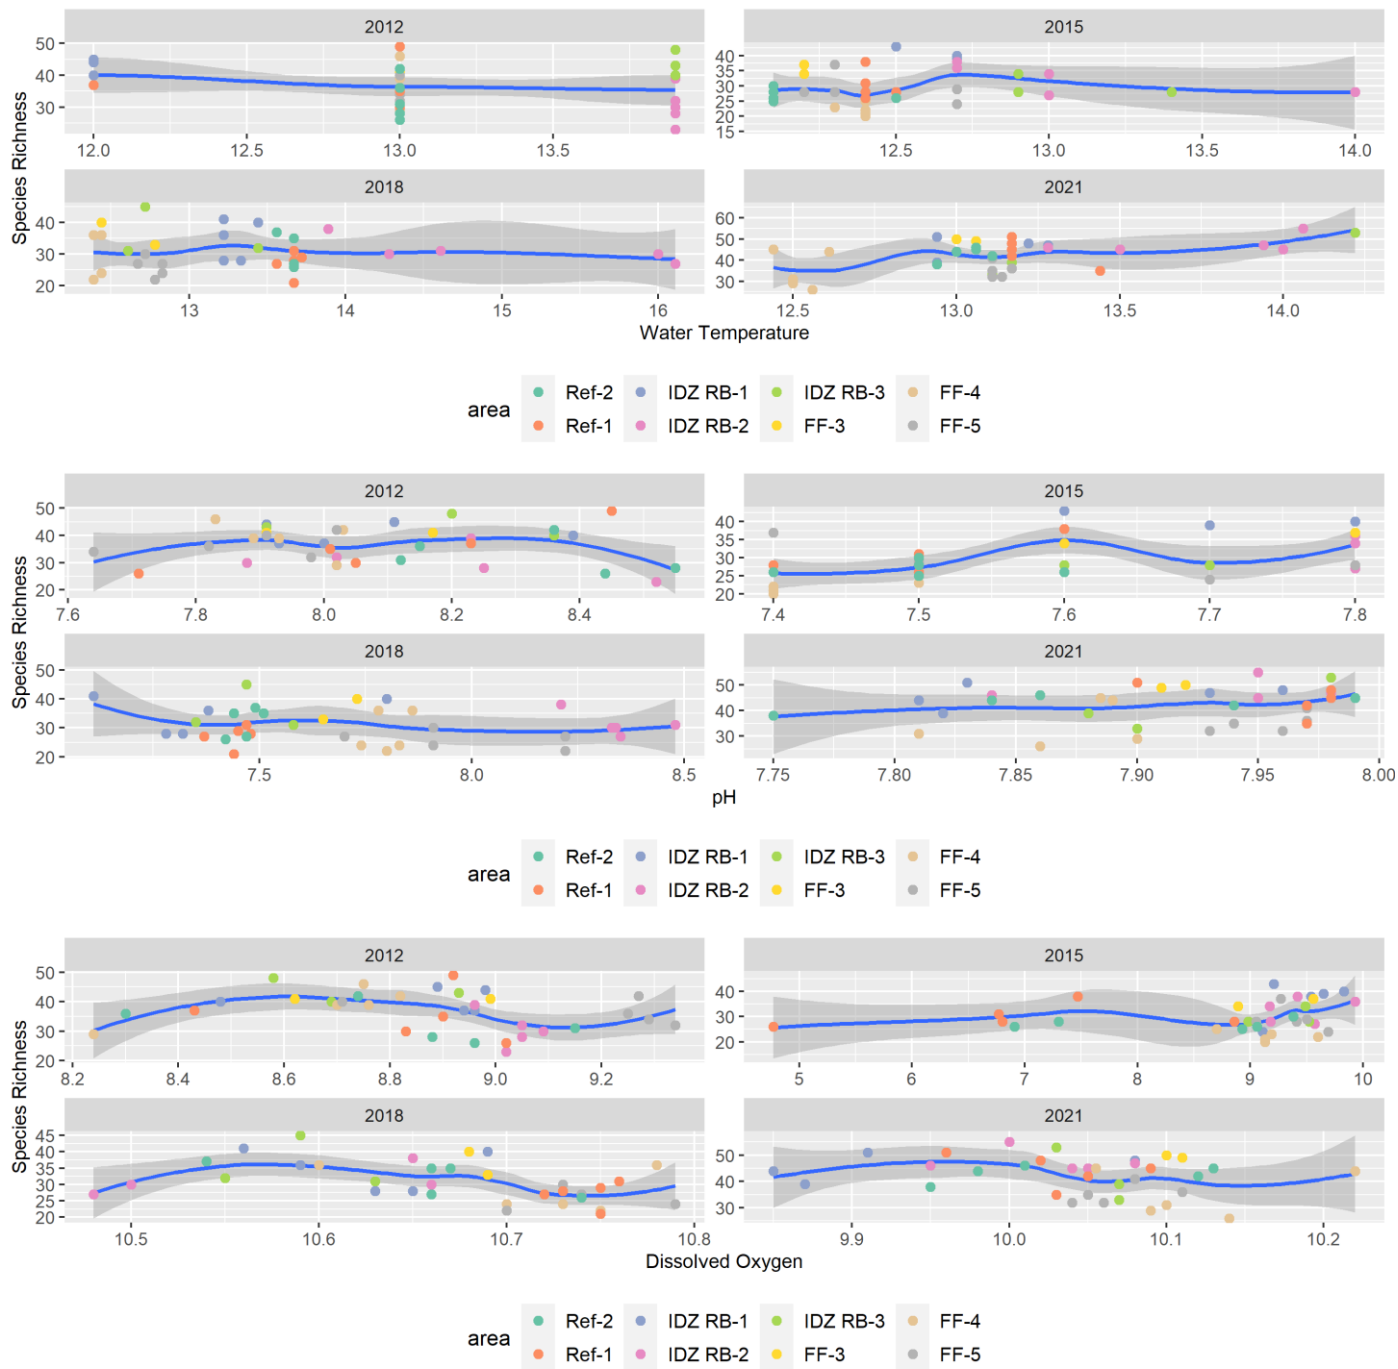 2012 2015
50
40
30
12.0 12.5 13.0 13.5
40
35
30
25
20
15
12.5 13.0 13.5 14.0
Species Richness
2018 2021
40
30
20
13 14 15 16
60
50
40
30
12.5 13.0 13.5 14.0
Water Temperature
area
Ref-2 IDZ RB-1 IDZ RB-3 FF-4
Ref-1 IDZ RB-2 FF-3 FF-5
2012 2015
50
40
30
20
7.6 7.8 8.0 8.2 8.4
40
35
30
25
20
7.4 7.5 7.6 7.7 7.8
Species Richness
2018 2021
50
40
30
20
7.5 8.0 8.5
50
40
30
7.75 7.80 7.85 7.90 7.95 8.00
pH
area
Ref-2 IDZ RB-1 IDZ RB-3 FF-4
Ref-1 IDZ RB-2 FF-3 FF-5
2012 2015
50
40
30
20
8.2 8.4 8.6 8.8 9.0 9.2
40
30
20
5 6 7 8 9 10
Species Richness
2018 2021
45
40
35
30
25
20
10.5 10.6 10.7 10.8
50
40
30
9.9 10.0 10.1 10.2
Dissolved Oxygen
area
Ref-2 IDZ RB-1 IDZ RB-3 FF-4
Ref-1 IDZ RB-2 FF-3 FF-5